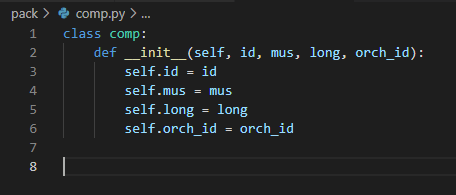 pack > comp.py > ...
1 class comp:
2     def __init__(self, id, mus, long, orch_id):
3         self.id = id
4         self.mus = mus
5         self.long = long
6         self.orch_id = orch_id
7
8